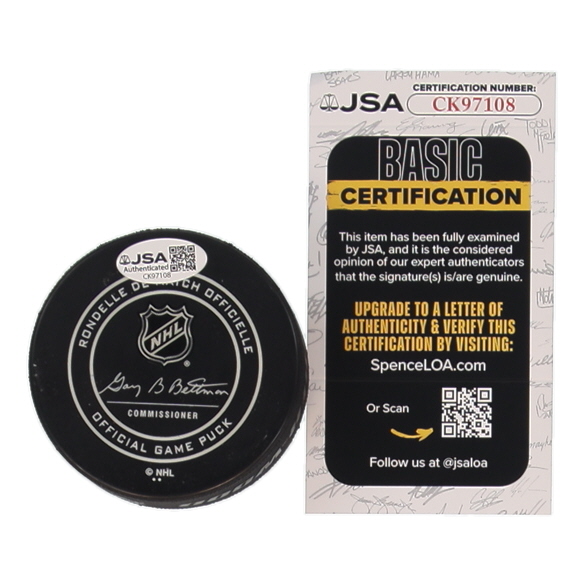 JSA
Authenticated
CK97108
RONDELLE DE MATCH OFFICIELLE
NHL
Gary B Bettman
COMMISSIONER
OFFICIAL GAME PUCK
© NHL
CERTIFICATION NUMBER:
JSA CK97108
BASIC
CERTIFICATION
This item has been fully examined
by JSA, and it is the considered
opinion of our expert authenticators
that the signature(s) is/are genuine.
UPGRADE TO A LETTER OF
AUTHENTICITY & VERIFY THIS
CERTIFICATION BY VISITING:
SpenceLOA.com
Or Scan
Follow us at @jsaloa